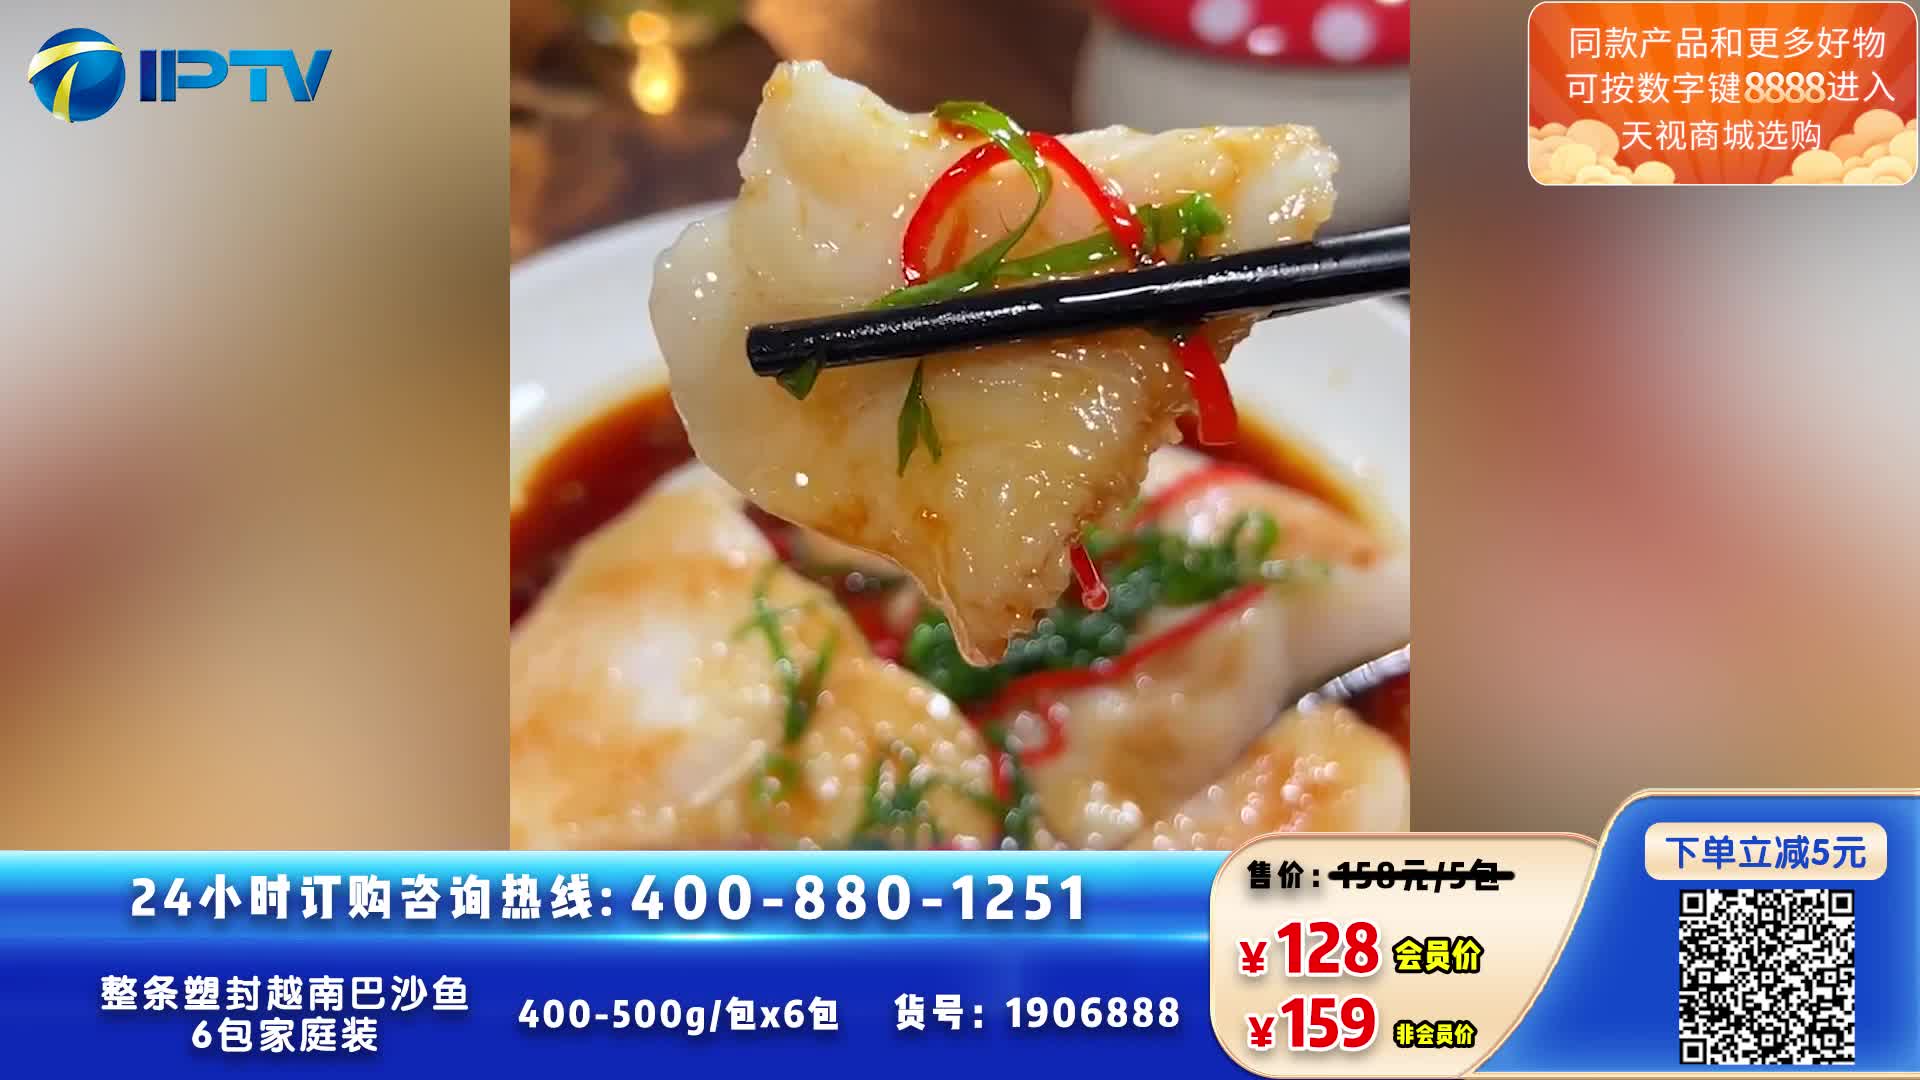 IPTV
同款产品和更多好物
可按数字键8888进入
天视商城选购
24小时订购咨询热线:400-880-1251
整条塑封越南巴沙鱼
6包家庭装
400-500g/包x6包
货号：1906888
售价：158元/5包
¥128 会员价
¥159 非会员价
下单立减5元